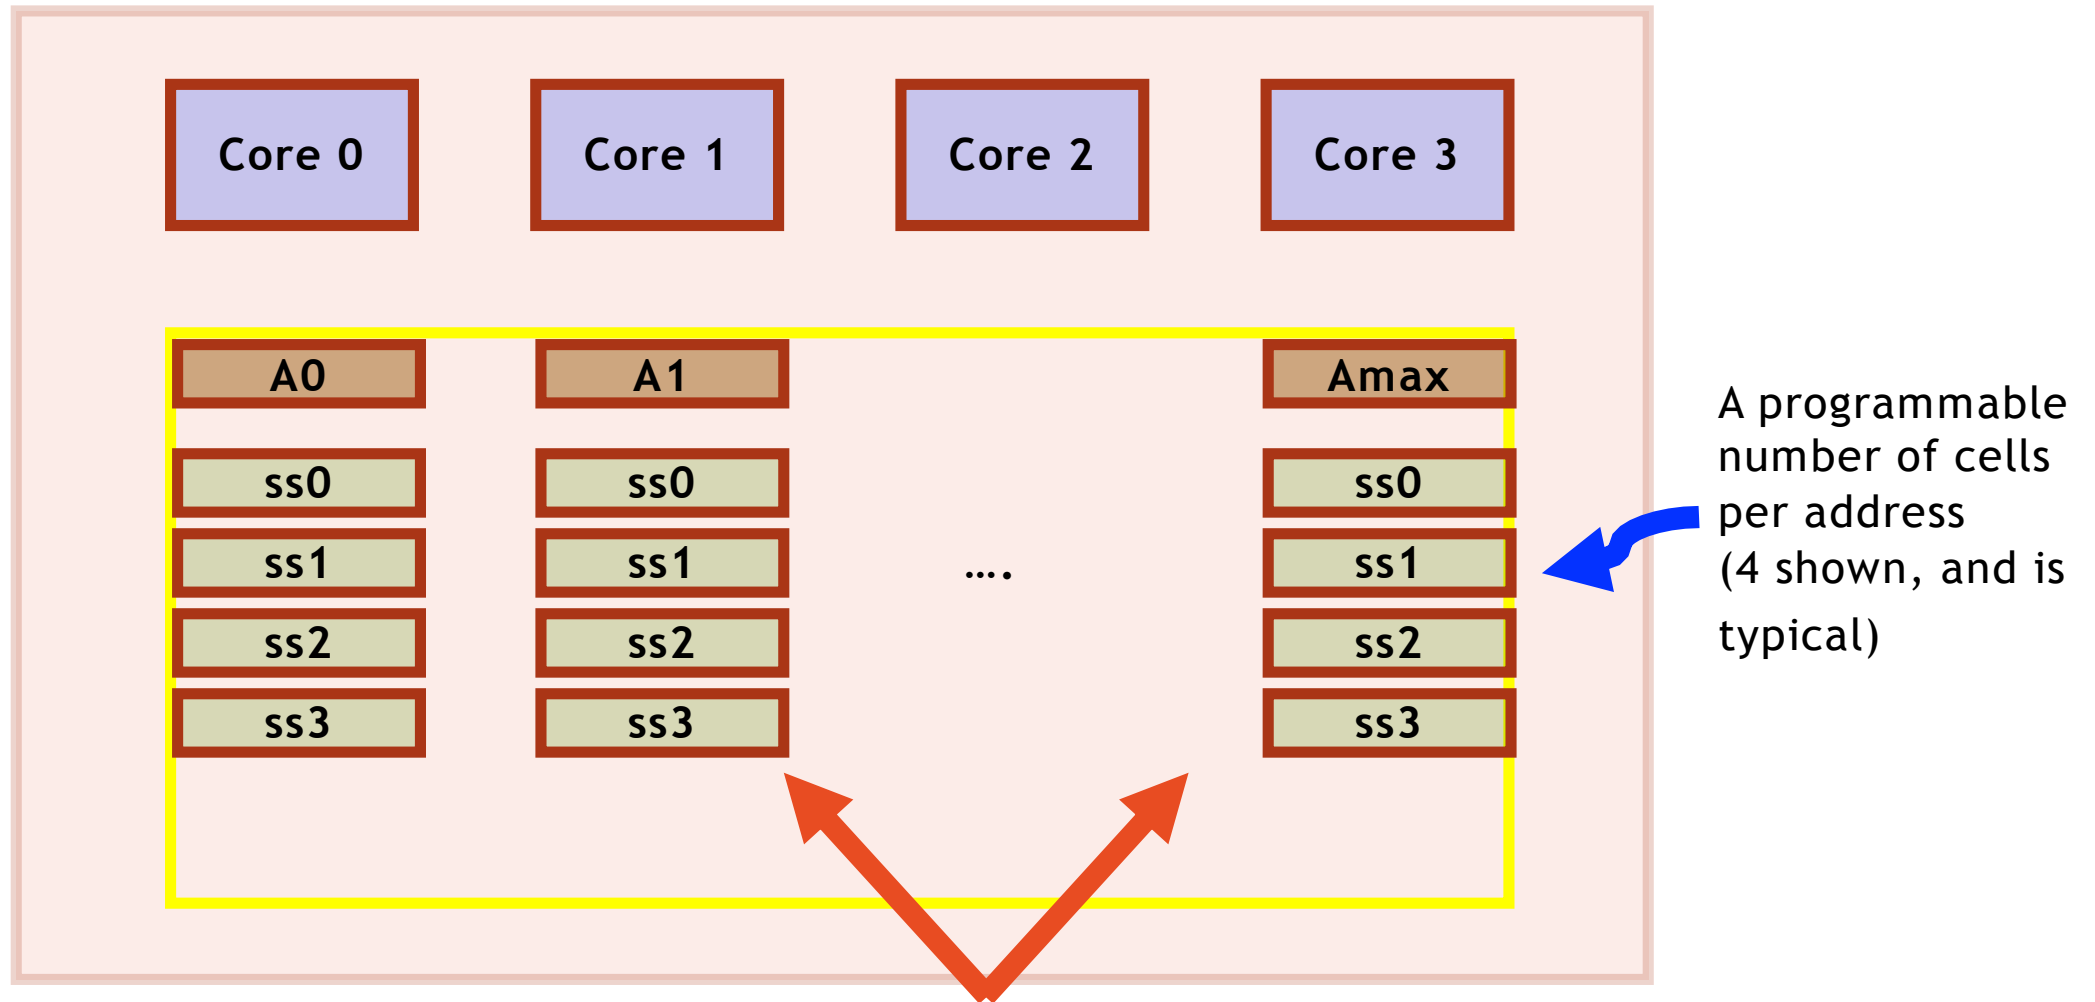 Core 0
Core 1
Core 2
Core 3
A0
A1
Amax
ss0
ss0
ss0
ss1
ss1
….
ss1
ss2
ss2
ss2
ss3
ss3
ss3
A programmable
number of cells
per address
(4 shown, and is
typical)